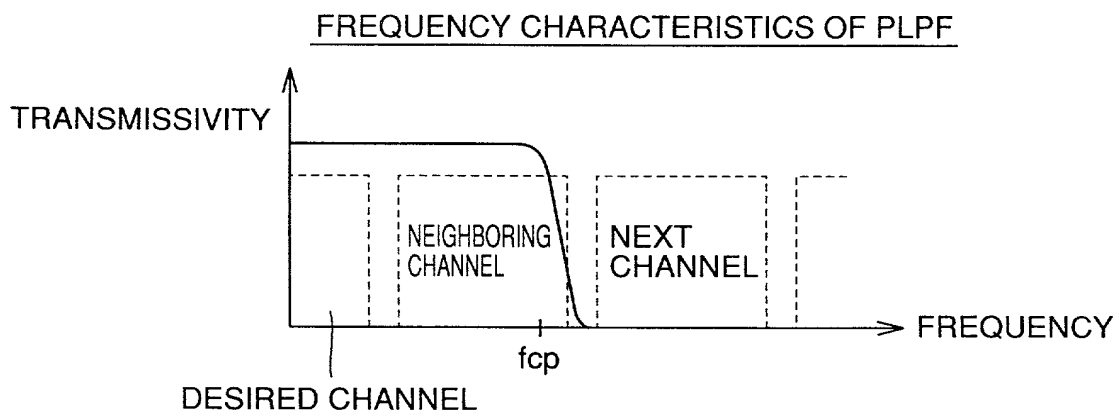 FREQUENCY CHARACTERISTICS OF PLPF
TRANSMISSIVITY
NEIGHBORING
CHANNEL
NEXT
CHANNEL
FREQUENCY
fcp
DESIRED CHANNEL